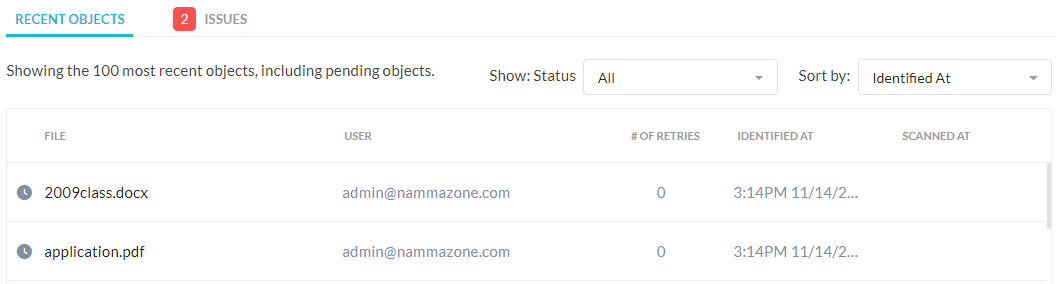 RECENT OBJECTS 2 ISSUES
Showing the 100 most recent objects, including pending objects. Show: Status All Sort by: Identified At
FILE USER # OF RETRIES IDENTIFIED AT SCANNED AT
2009class.docx admin@nammazone.com 0 3:14PM 11/14/2...
application.pdf admin@nammazone.com 0 3:14PM 11/14/2...